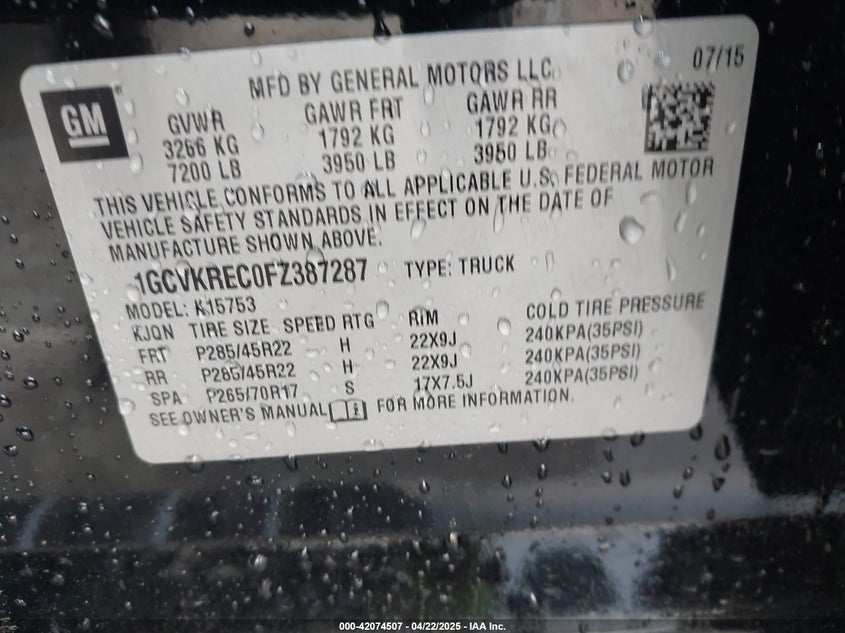 07/15
MFD BY GENERAL MOTORS LLC
GM
GVWR GAWR FRT GAWR RR
3266 KG 1792 KG 1792 KG
7200 LB 3950 LB 3950 LB
THIS VEHICLE CONFORMS TO ALL APPLICABLE U.S. FEDERAL MOTOR
VEHICLE SAFETY STANDARDS IN EFFECT ON THE DATE OF
MANUFACTURE SHOWN ABOVE.
1GCVKREC0FZ387287 TYPE: TRUCK
MODEL: K15753
KJQN TIRE SIZE SPEED RTG RIM COLD TIRE PRESSURE
FRT P285/45R22 H 22X9J 240KPA(35PSI)
RR P285/45R22 H 22X9J 240KPA(35PSI)
SPA P265/70R17 S 17X7.5J 240KPA(35PSI)
SEE OWNER'S MANUAL FOR MORE INFORMATION.
000-42074507 - 04/22/2025 - IAA Inc.